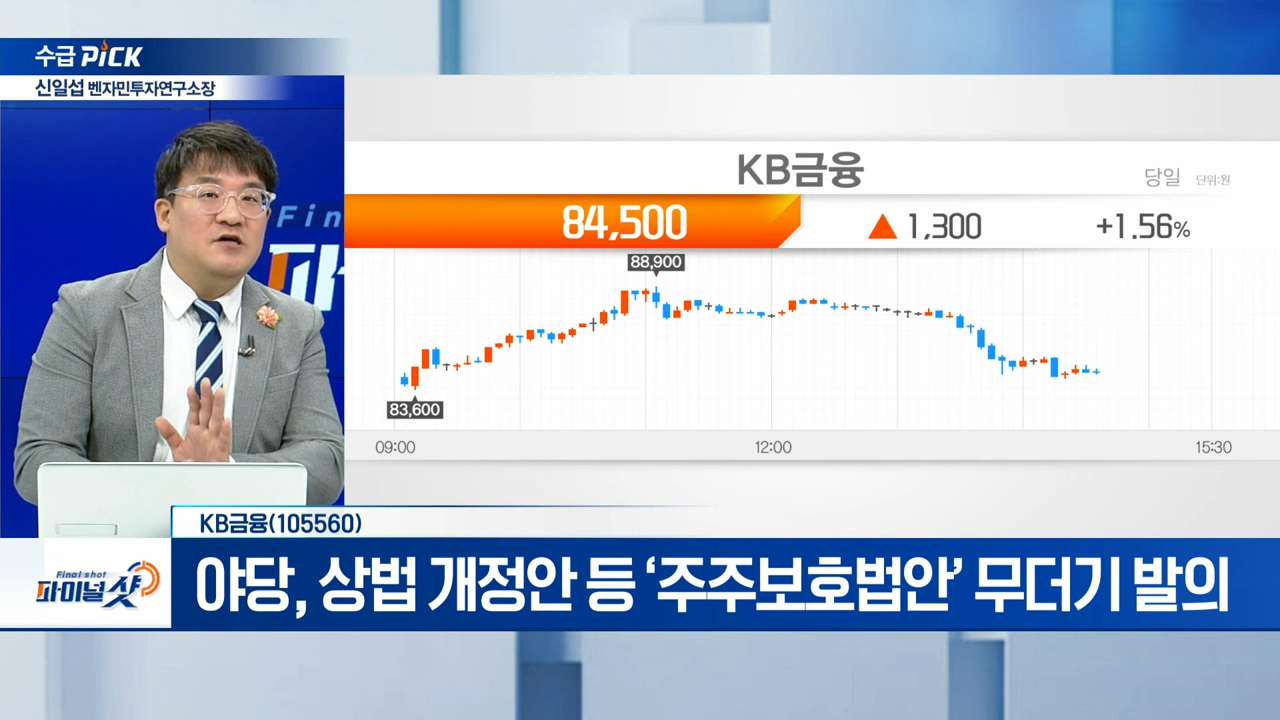 수급 PiCK
신일섭 벤자민투자연구소장
Fin
파이
KB금융
당일 단위:원
84,500 ▲ 1,300 +1.56%
88,900
83,600
09:00 12:00 15:30
KB금융(105560)
Final shot
파이널샷
야당, 상법 개정안 등 ‘주주보호법안’ 무더기 발의